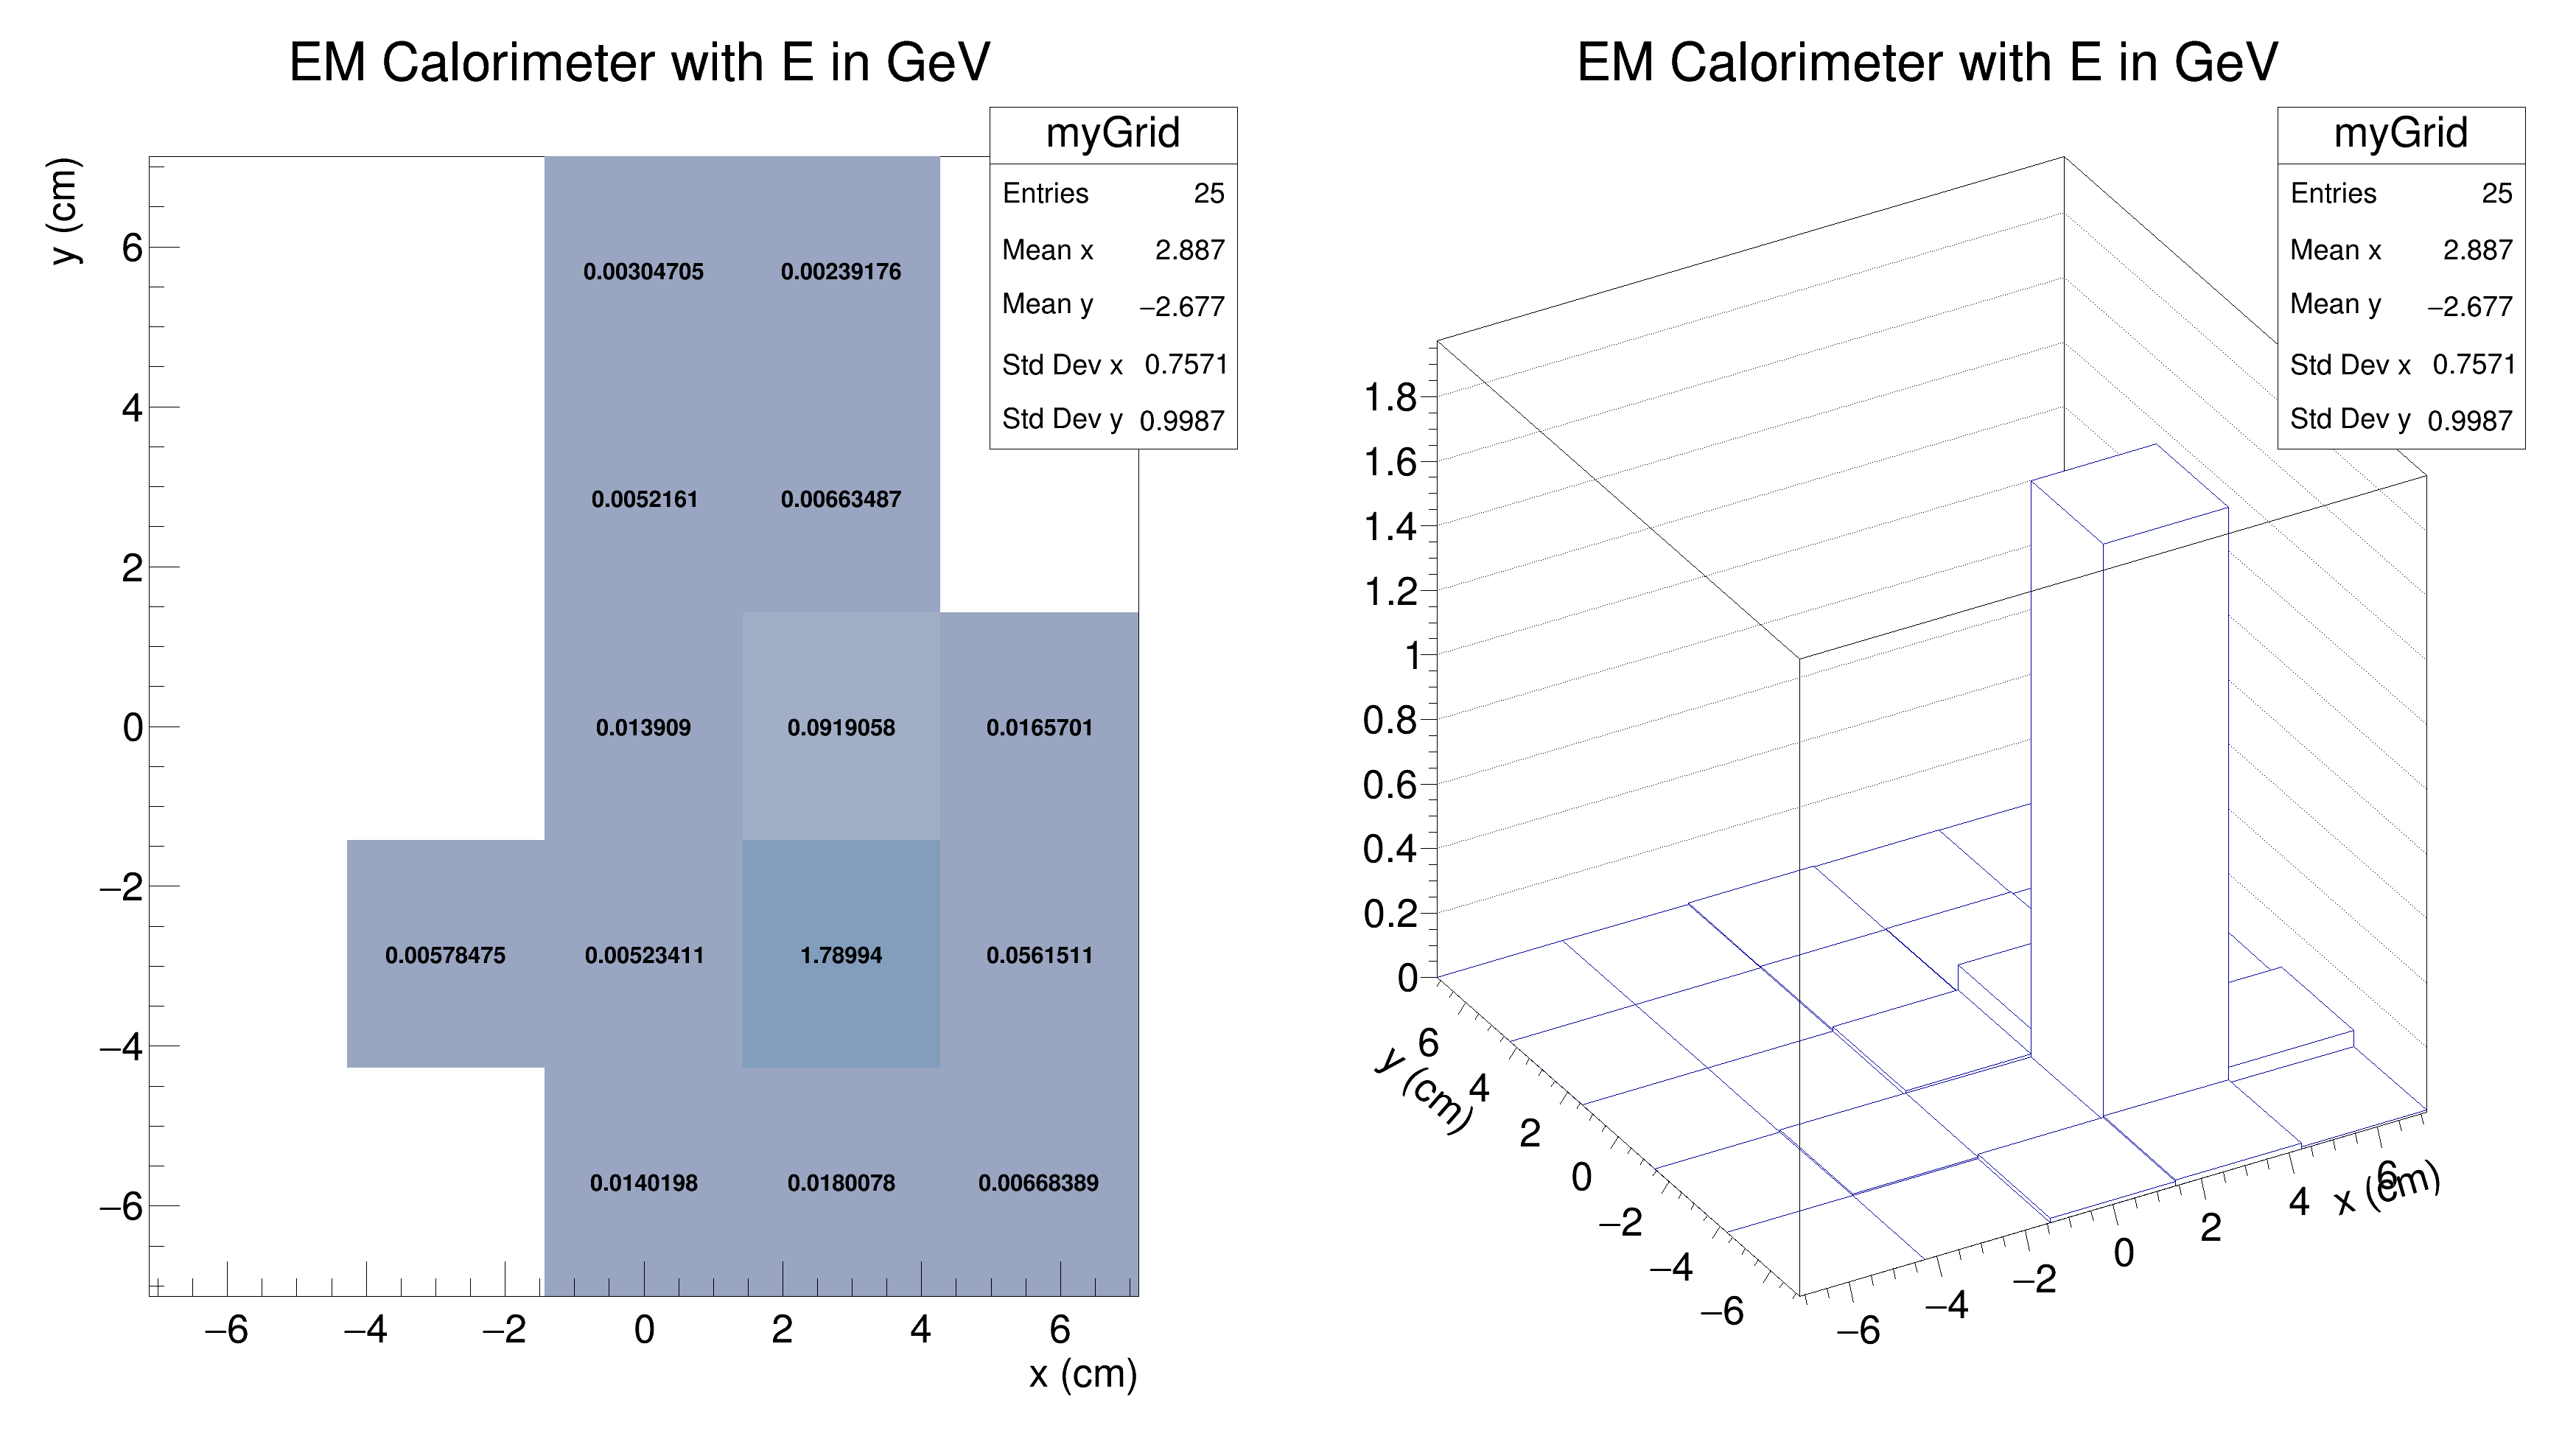 EM Calorimeter with E in GeV
myGrid
Entries 25
Mean x 2.887
Mean y −2.677
Std Dev x 0.7571
Std Dev y 0.9987
y (cm)
6
4
2
0
−2
−4
−6
0.00304705 0.00239176
0.0052161 0.00663487
0.013909 0.0919058 0.0165701
0.00578475 0.00523411 1.78994 0.0561511
0.0140198 0.0180078 0.00668389
−6 −4 −2 0 2 4 6
x (cm)
EM Calorimeter with E in GeV
myGrid
Entries 25
Mean x 2.887
Mean y −2.677
Std Dev x 0.7571
Std Dev y 0.9987
1.8
1.6
1.4
1.2
1
0.8
0.6
0.4
0.2
0
6
4
2
0
−2
−4
−6
y (cm)
−6
−4
−2
0
2
4
6
x (cm)